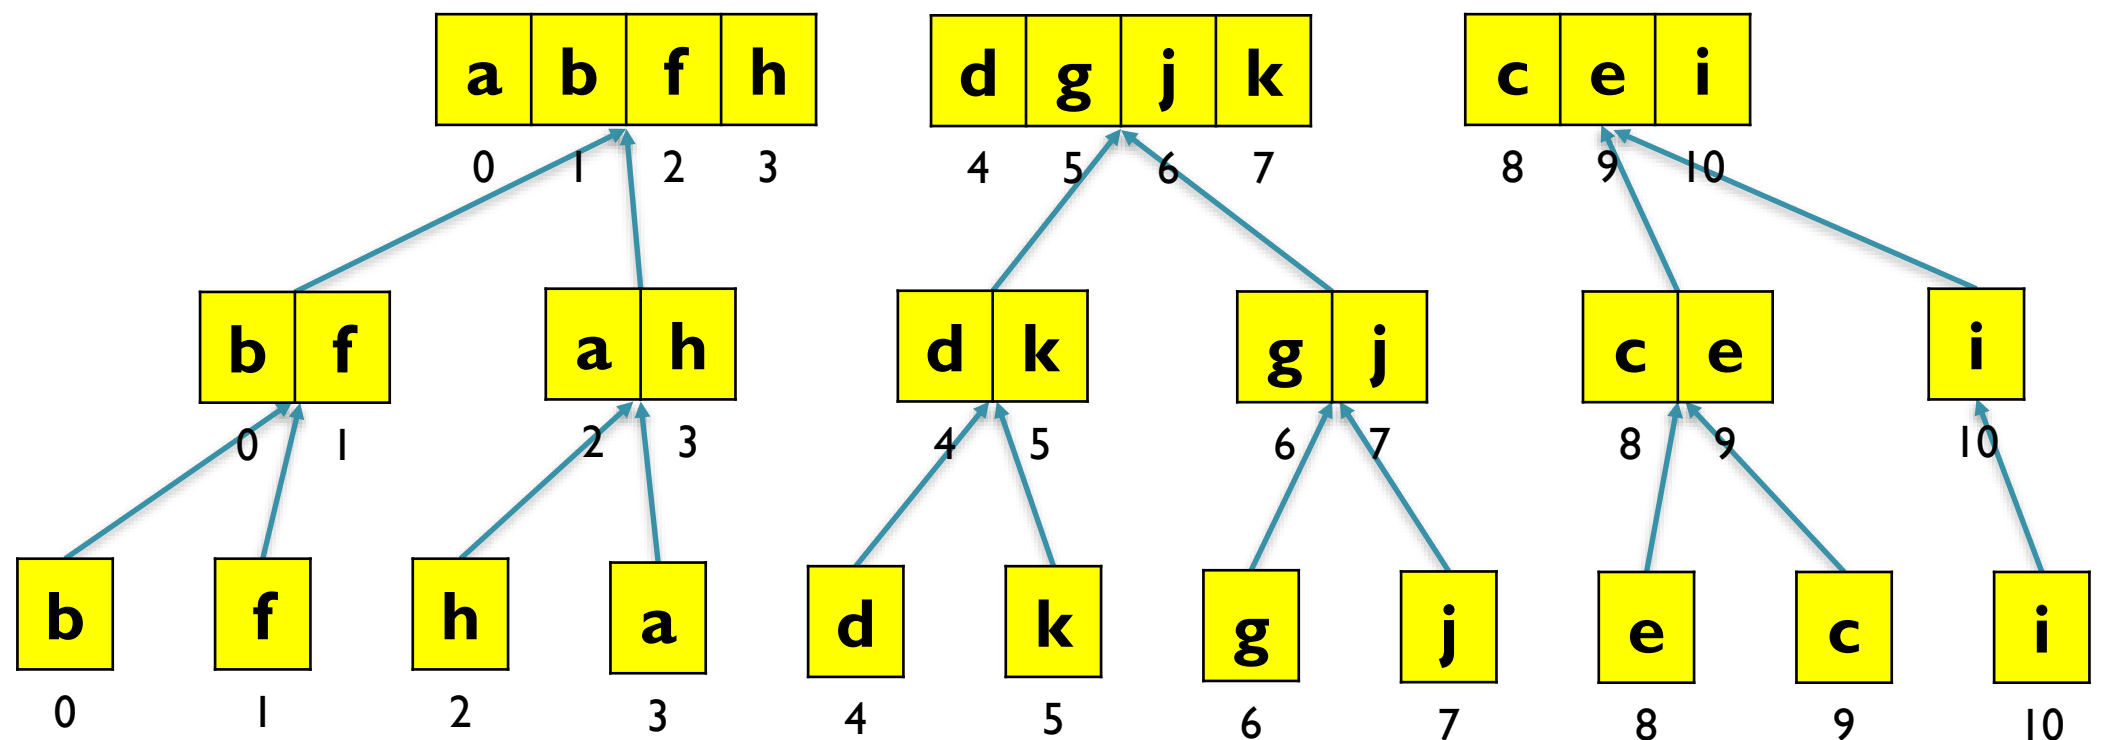 a b f h d g j k c e i
0 1 2 3 4 5 6 7 8 9 10
b f a h d k g j c e i
0 1 2 3 4 5 6 7 8 9 10
b f h a d k g j e c i
0 1 2 3 4 5 6 7 8 9 10